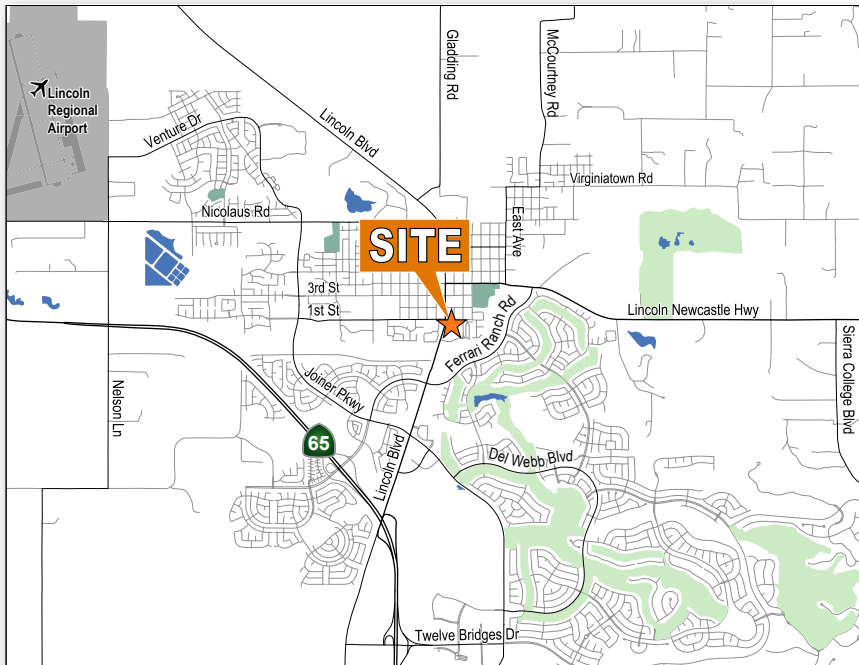 Gladding Rd
McCourtney Rd
Lincoln
Regional
Airport
Venture Dr
Lincoln Blvd
Virginiatown Rd
Nicolaus Rd
East Ave
SITE
3rd St
1st St
Lincoln Newcastle Hwy
Ferrari Ranch Rd
Sierra College Blvd
Nelson Ln
Joiner Pkwy
65
Lincoln Blvd
Del Webb Blvd
Twelve Bridges Dr